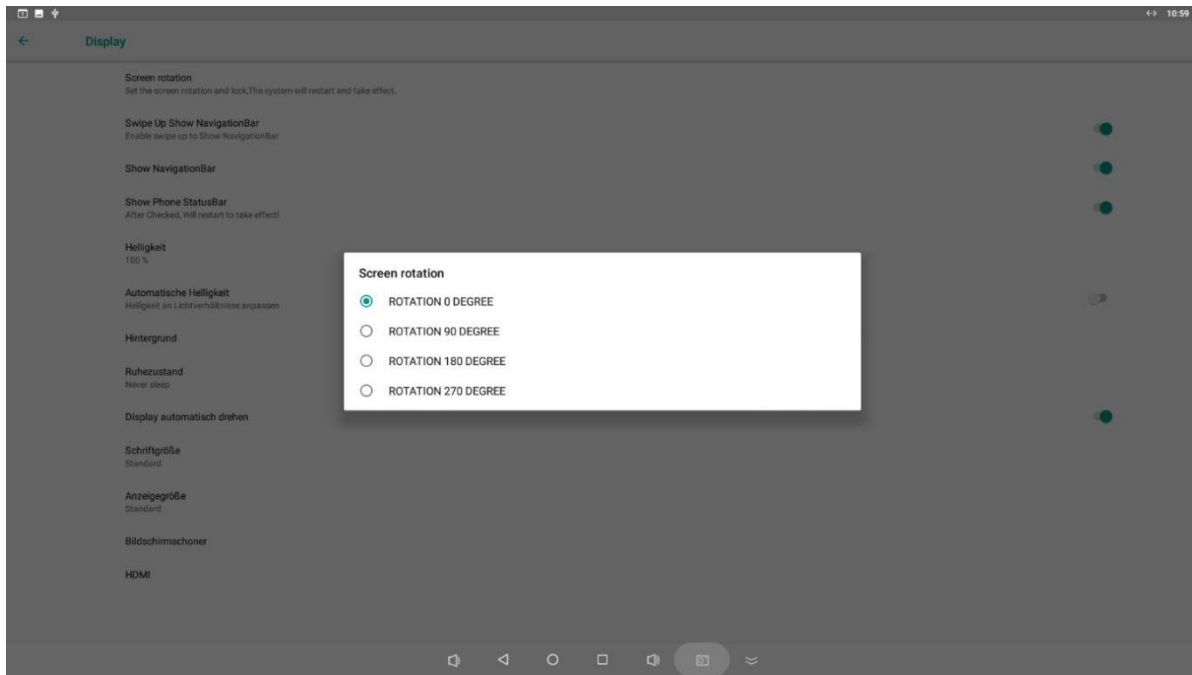 10:59
Display
Screen rotation
Set the screen rotation and lock,The system will restart and take effect.
Swipe Up Show NavigationBar
Enable swipe up to Show NavigationBar
Show NavigationBar
Show Phone StatusBar
After Checked, Will restart to take effect!
Helligkeit
100 %
Automatische Helligkeit
Helligkeit an Lichtverhältnisse anpassen
Hintergrund
Ruhezustand
Never sleep
Display automatisch drehen
Schriftgröße
Standard
Anzeigegröße
Standard
Bildschirmschoner
HDMI
Screen rotation
ROTATION 0 DEGREE
ROTATION 90 DEGREE
ROTATION 180 DEGREE
ROTATION 270 DEGREE